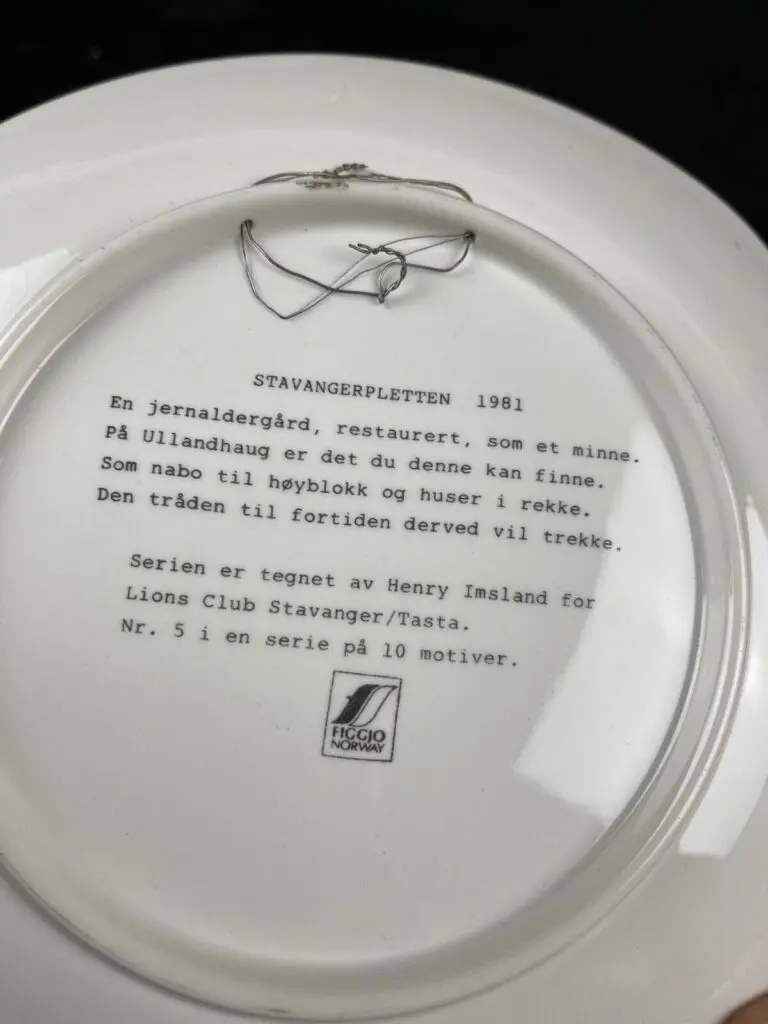 STAVANGERPLETTEN 1981
En jernaldergård, restaurert, som et minne.
På Ullandhaug er det du denne kan finne.
Som nabo til høyblokk og huser i rekke.
Den tråden til fortiden derved vil trekke.
Serien er tegnet av Henry Imsland for
Lions Club Stavanger/Tasta.
Nr. 5 i en serie på 10 motiver.
FIGGJO
NORWAY